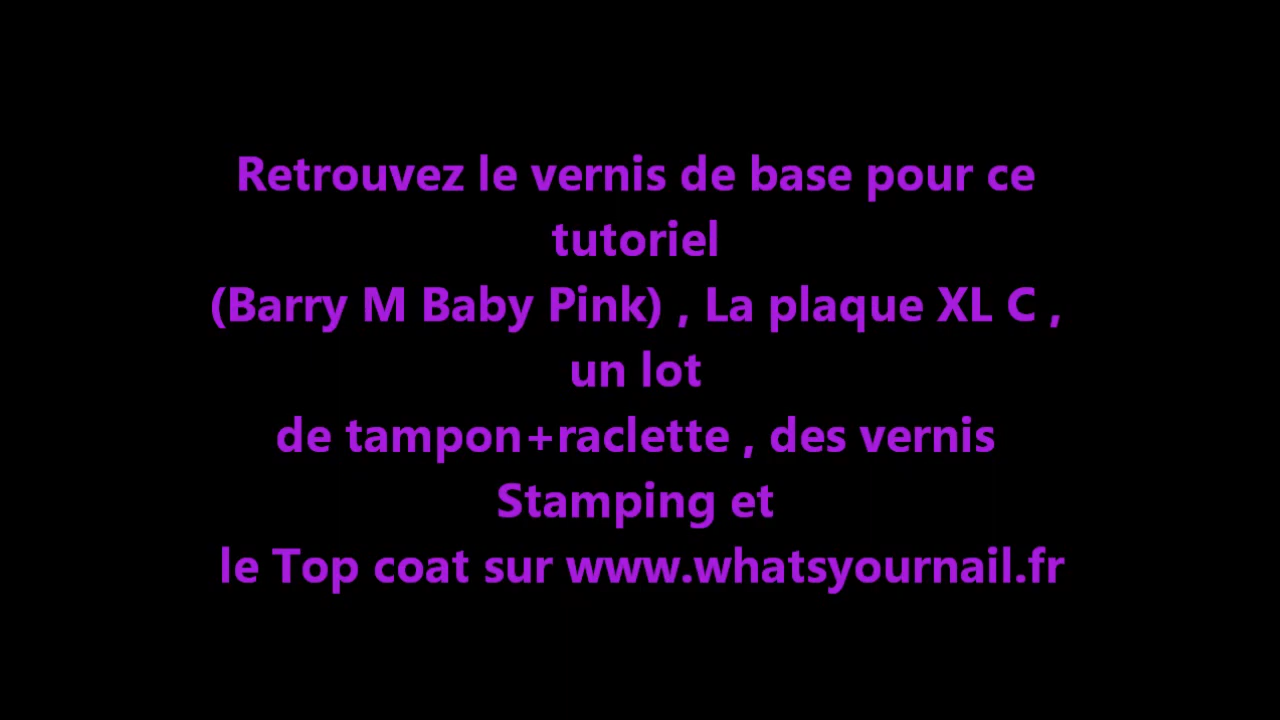 Retrouvez le vernis de base pour ce
tutoriel
(Barry M Baby Pink) , La plaque XL C ,
un lot
de tampon+raclette , des vernis
Stamping et
le Top coat sur www.whatsyournail.fr